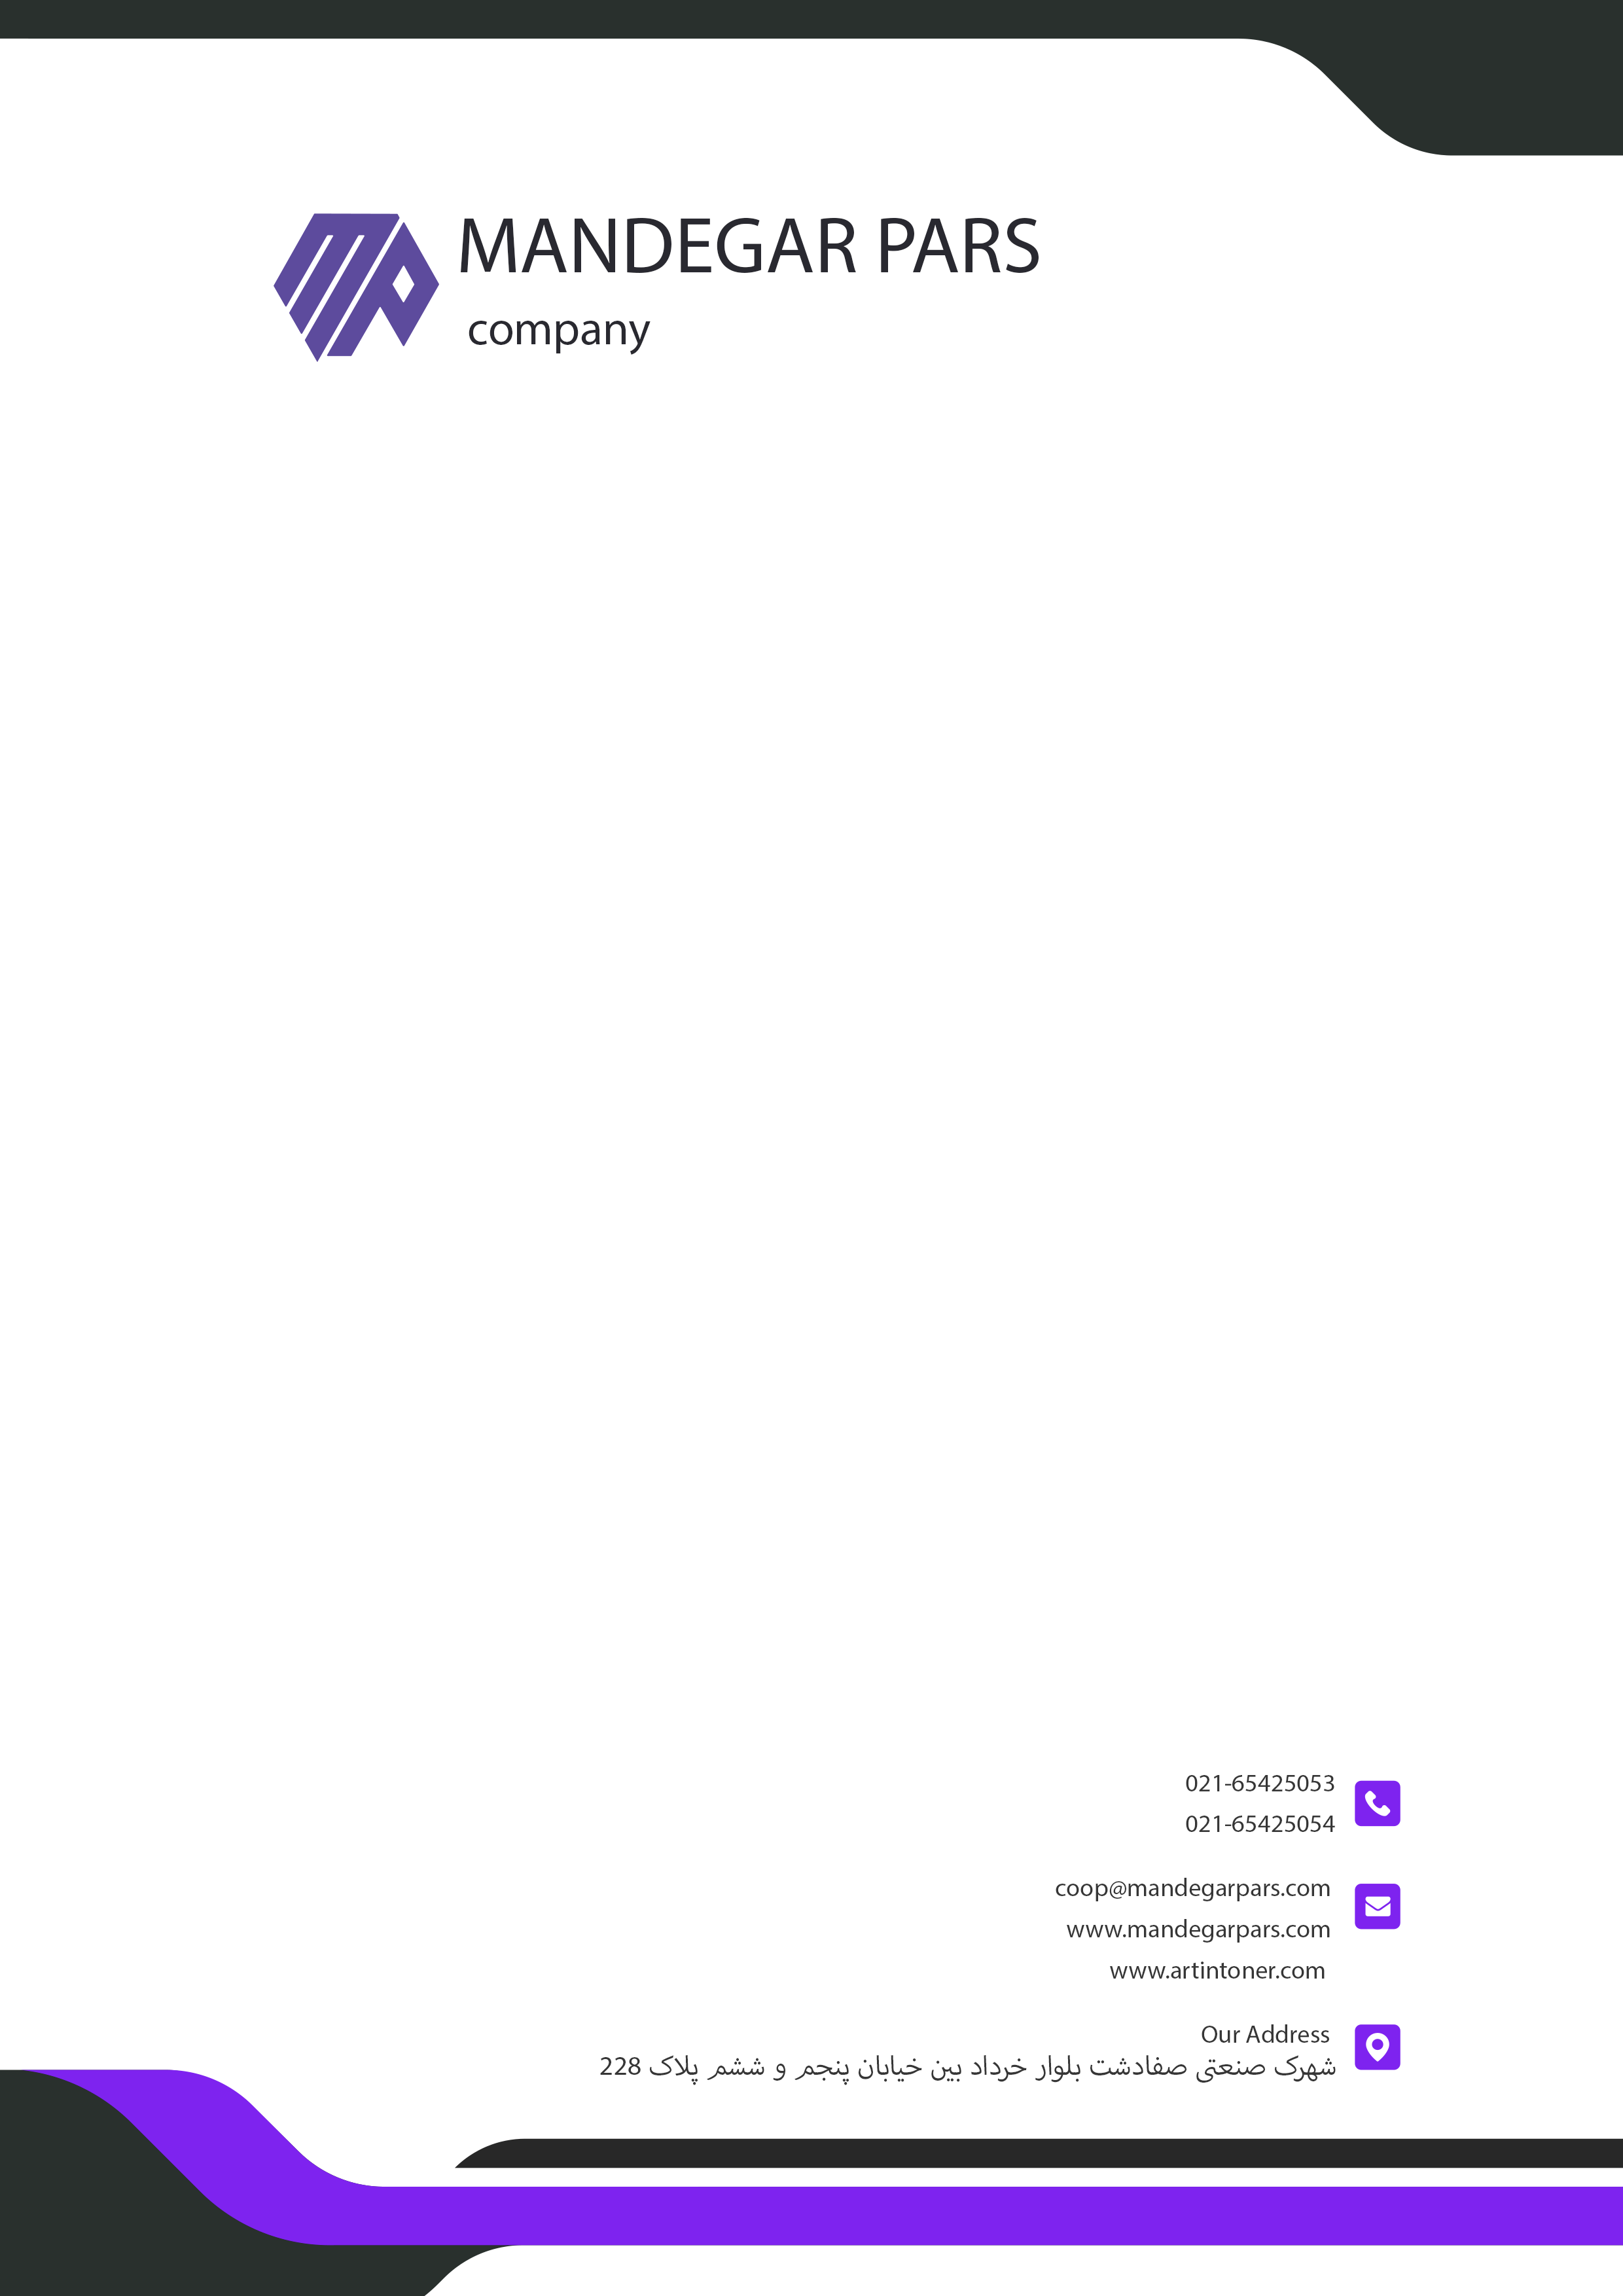 MANDEGAR PARS
company
021-65425053
021-65425054
coop@mandegarpars.com
www.mandegarpars.com
www.artintoner.com
Our Address
شهرک صنعتی صفادشت بلوار خرداد بین خیابان پنجم و ششم پلاک 228